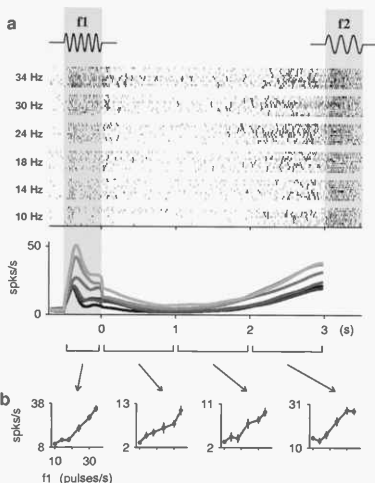 f1
f2
a
34 Hz
30 Hz
24 Hz
18 Hz
14 Hz
10 Hz
50
spks/s
0
0 1 2 3 (s)
b
spks/s
38
8
10 30
13
2
11
2
31
10
f1 (pulses/s)